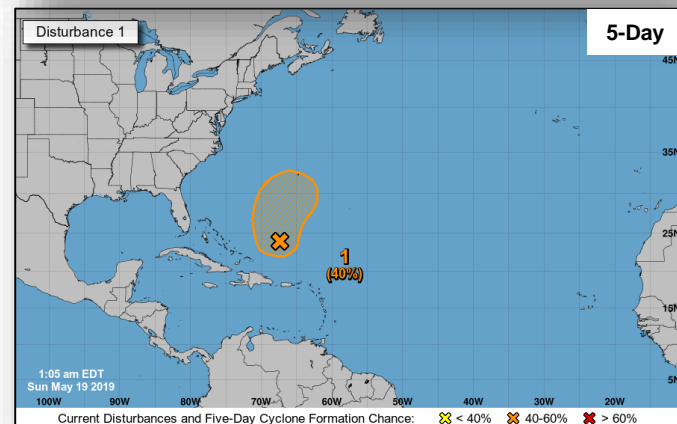 Disturbance 1
5-Day
45N
35N
25N
1
(40%)
15N
5N
1:05 am EDT
Sun May 19 2019
100W 90W 80W 70W 60W 50W 40W 30W 20W
Current Disturbances and Five-Day Cyclone Formation Chance: < 40% 40-60% > 60%